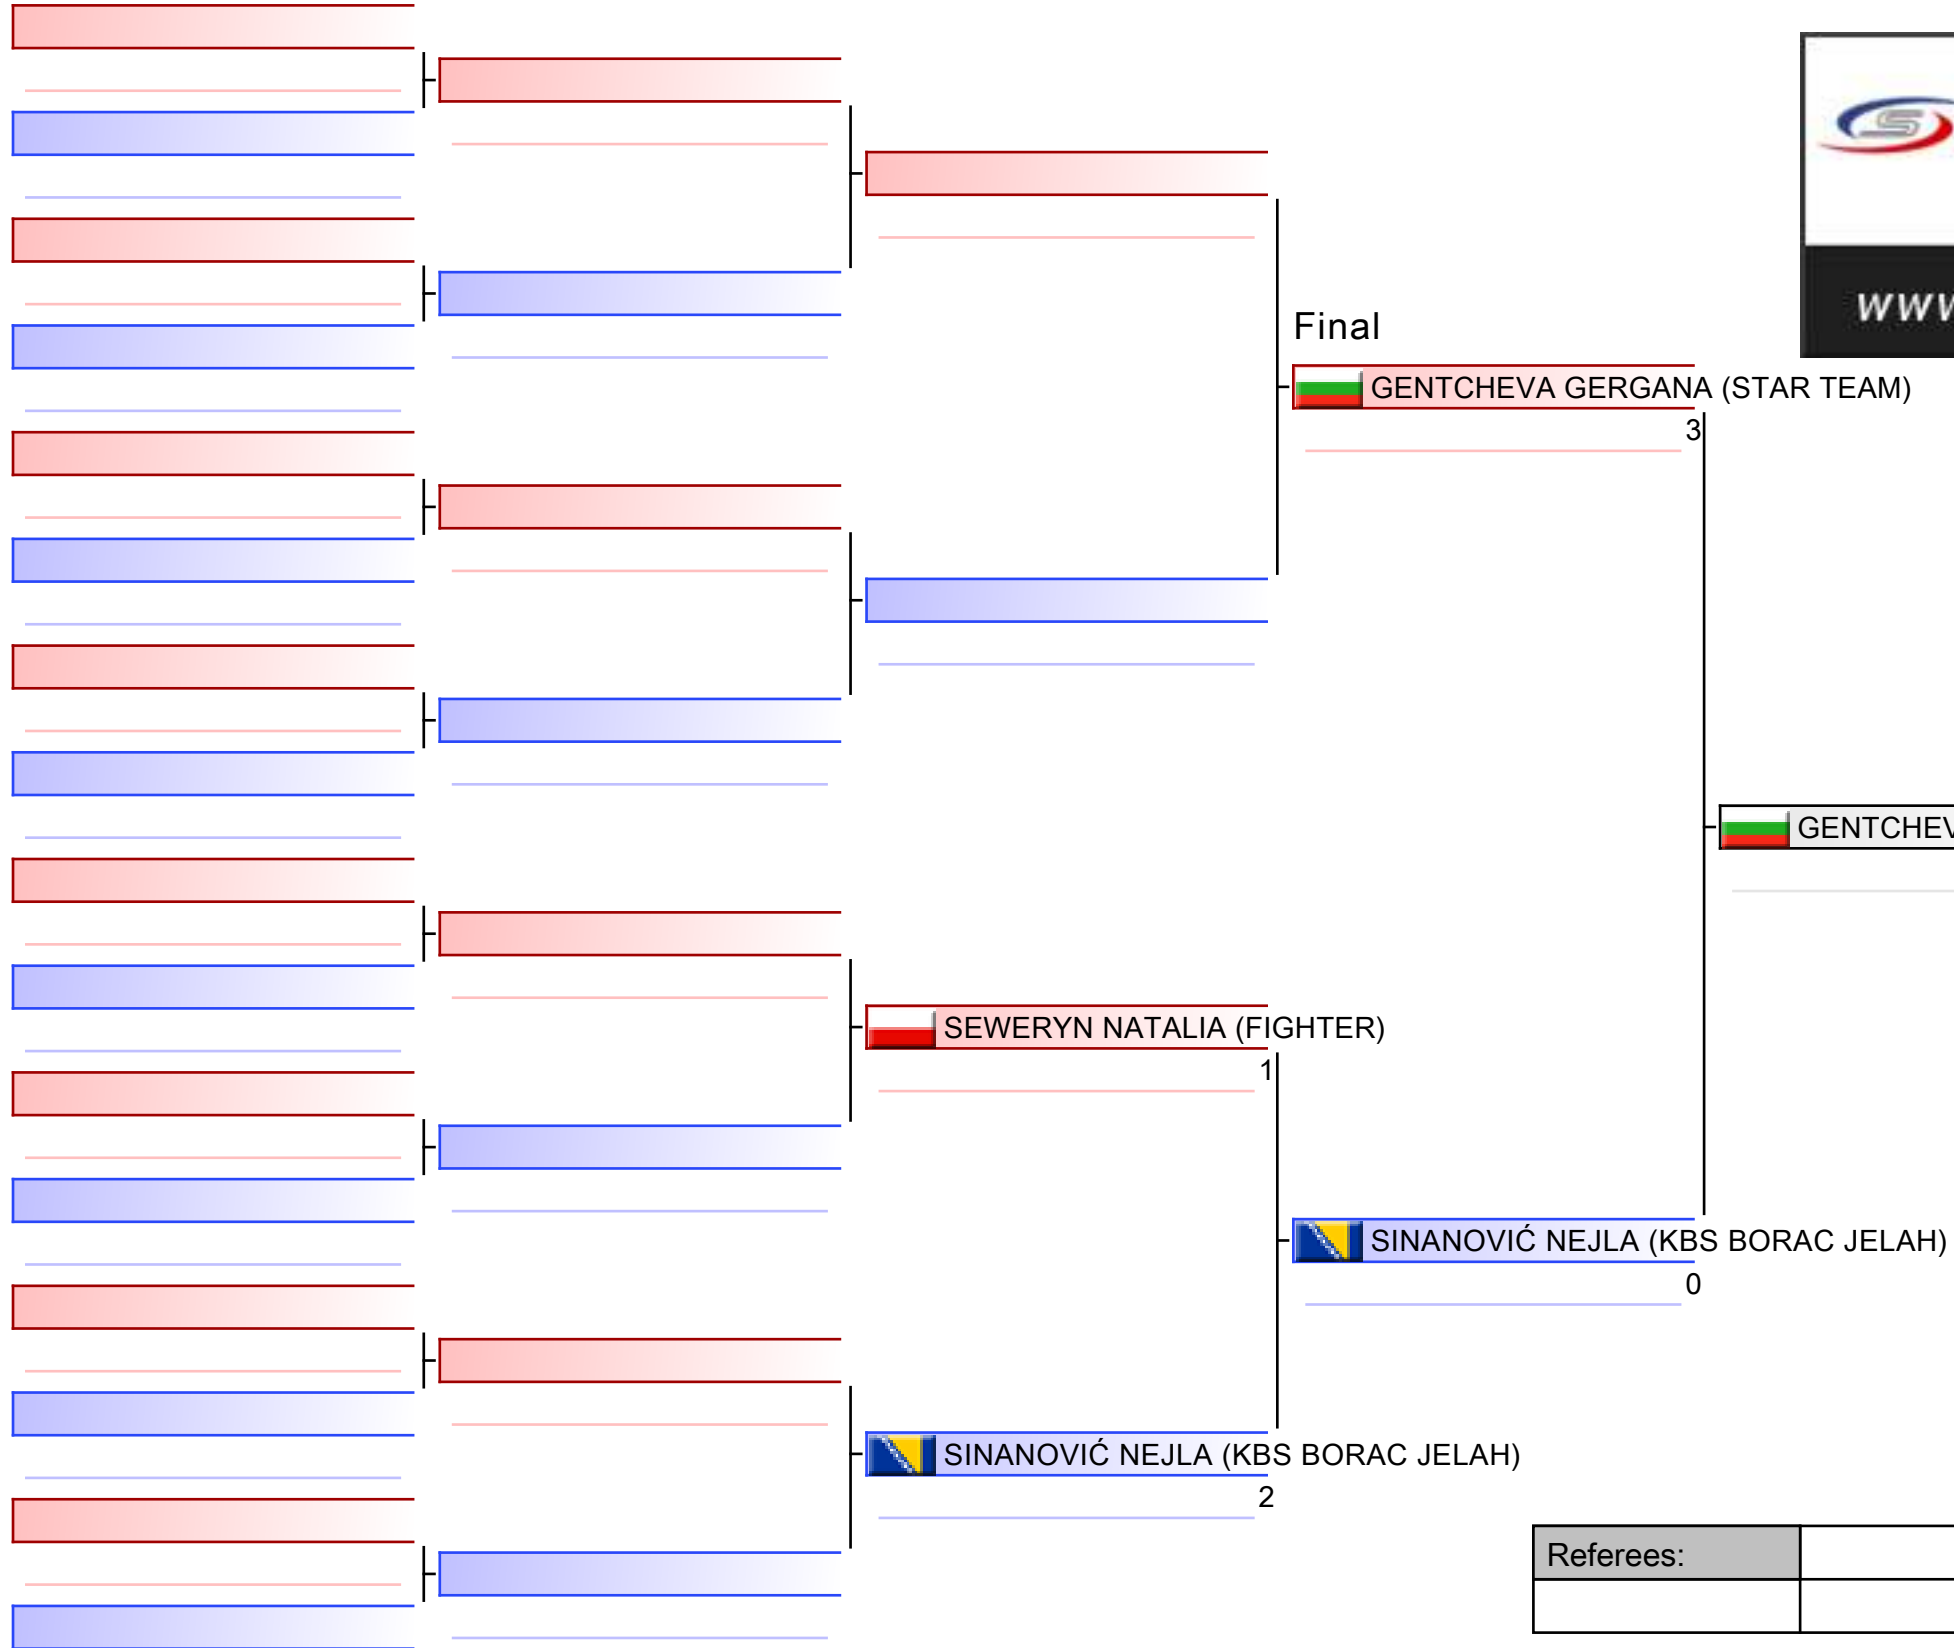 Final
GENTCHEVA GERGANA (STAR TEAM)
3
GENTCHEV
SEWERYN NATALIA (FIGHTER)
1
SINANOVIĆ NEJLA (KBS BORAC JELAH)
0
SINANOVIĆ NEJLA (KBS BORAC JELAH)
2
Referees: